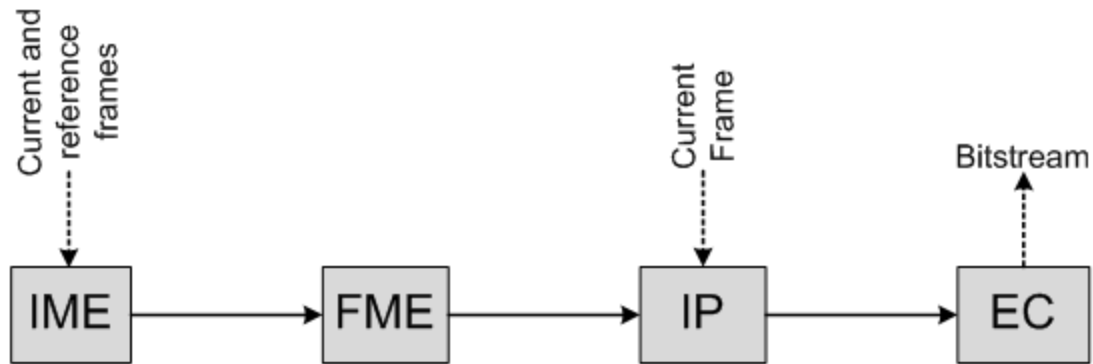 Current and
reference
frames
Current
Frame
Bitstream
IME
FME
IP
EC